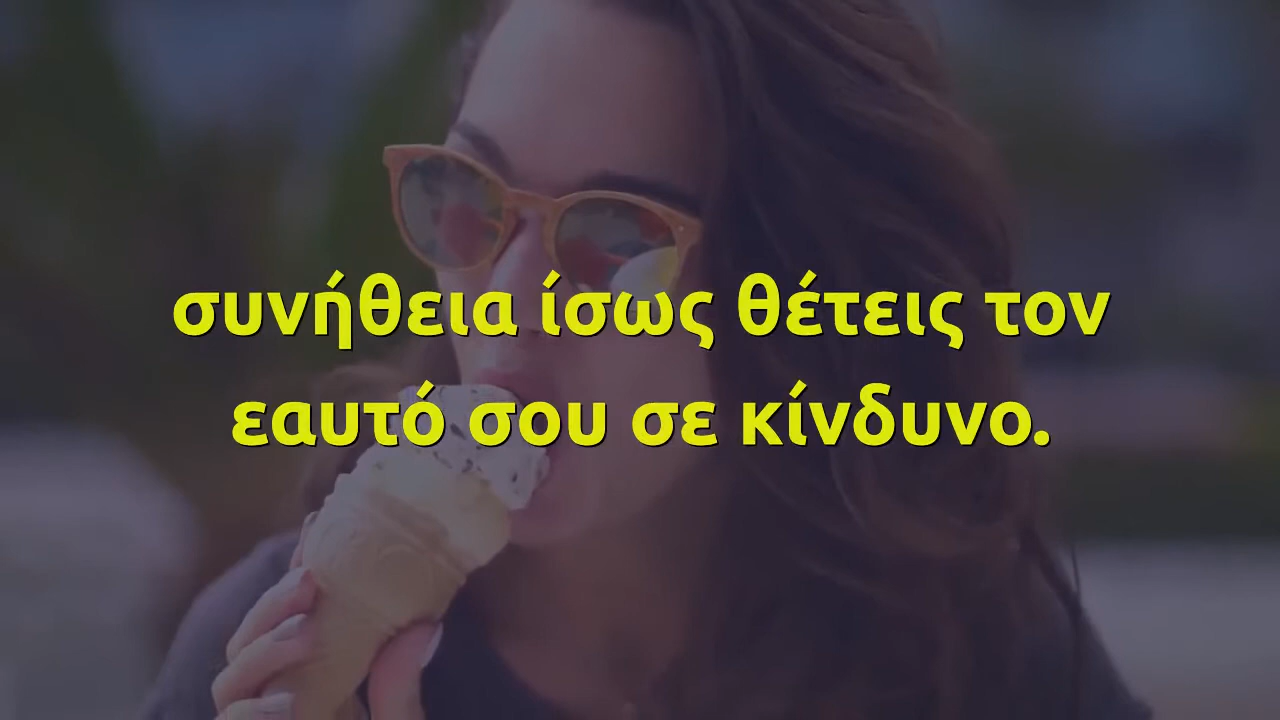 συνήθεια ίσως θέτεις τον
εαυτό σου σε κίνδυνο.